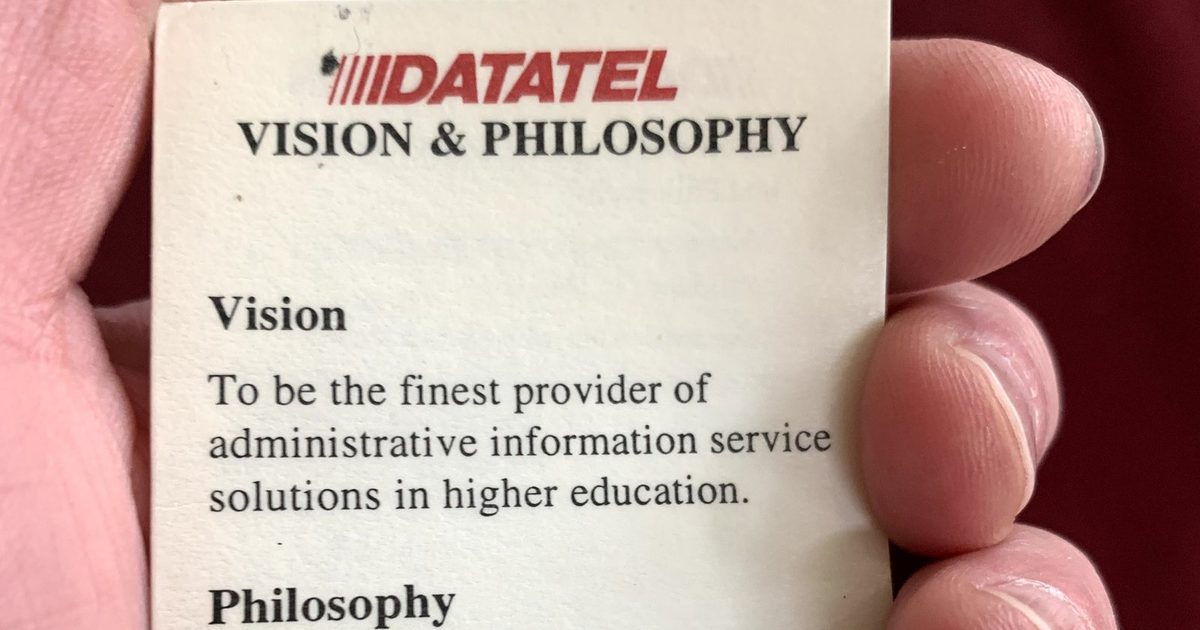 DATATEL
VISION & PHILOSOPHY
Vision
To be the finest provider of
administrative information service
solutions in higher education.
Philosophy